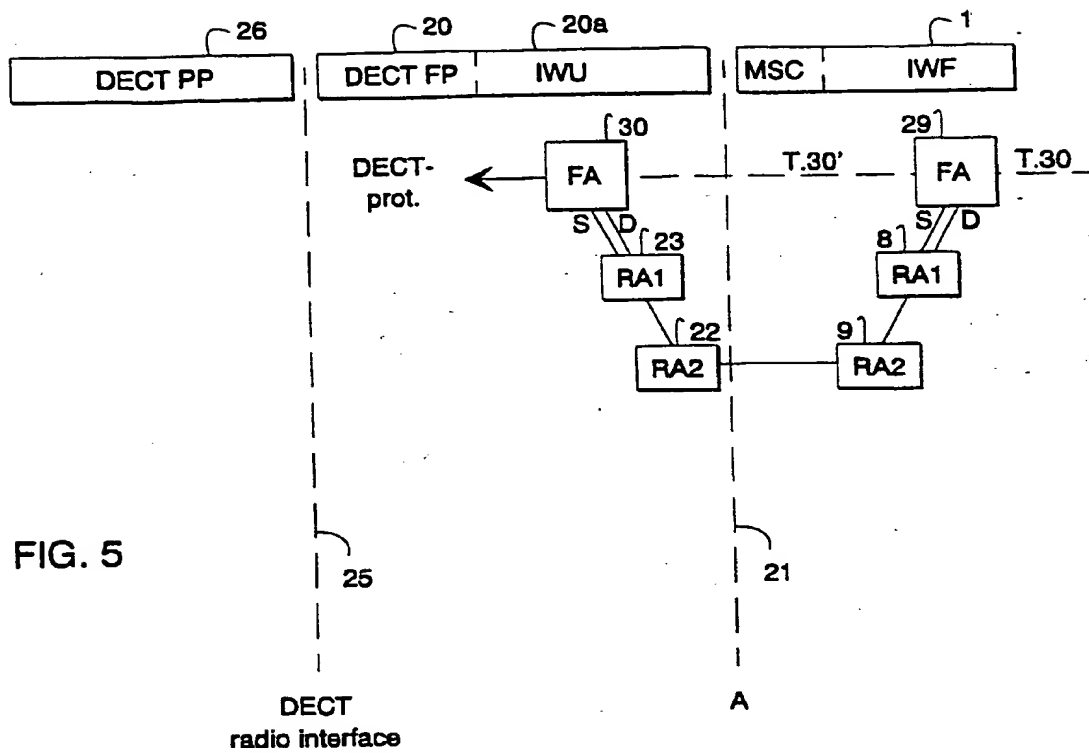 26 20 20a 1
DECT PP DECT FP IWU MSC IWF
30 29
DECT-
prot.
FA T.30' FA T.30
S D S D
23 8
RA1 RA1
22 9
RA2 RA2
FIG. 5
25 21
DECT
radio interface
A